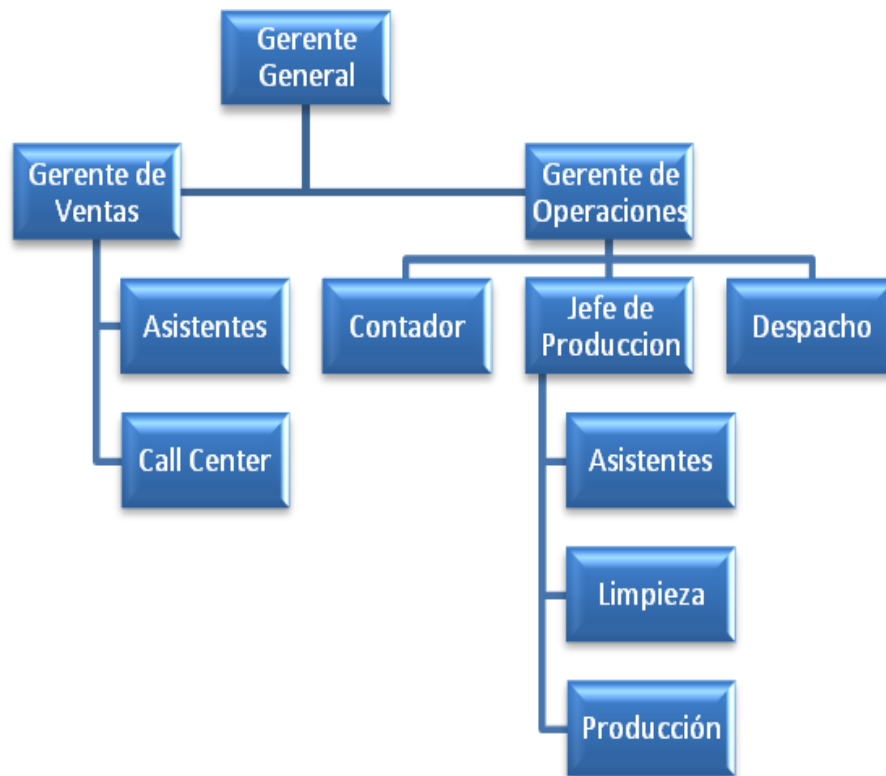 Gerente
General
Gerente de
Ventas
Gerente de
Operaciones
Asistentes
Contador
Jefe de
Produccion
Despacho
Call Center
Asistentes
Limpieza
Producción